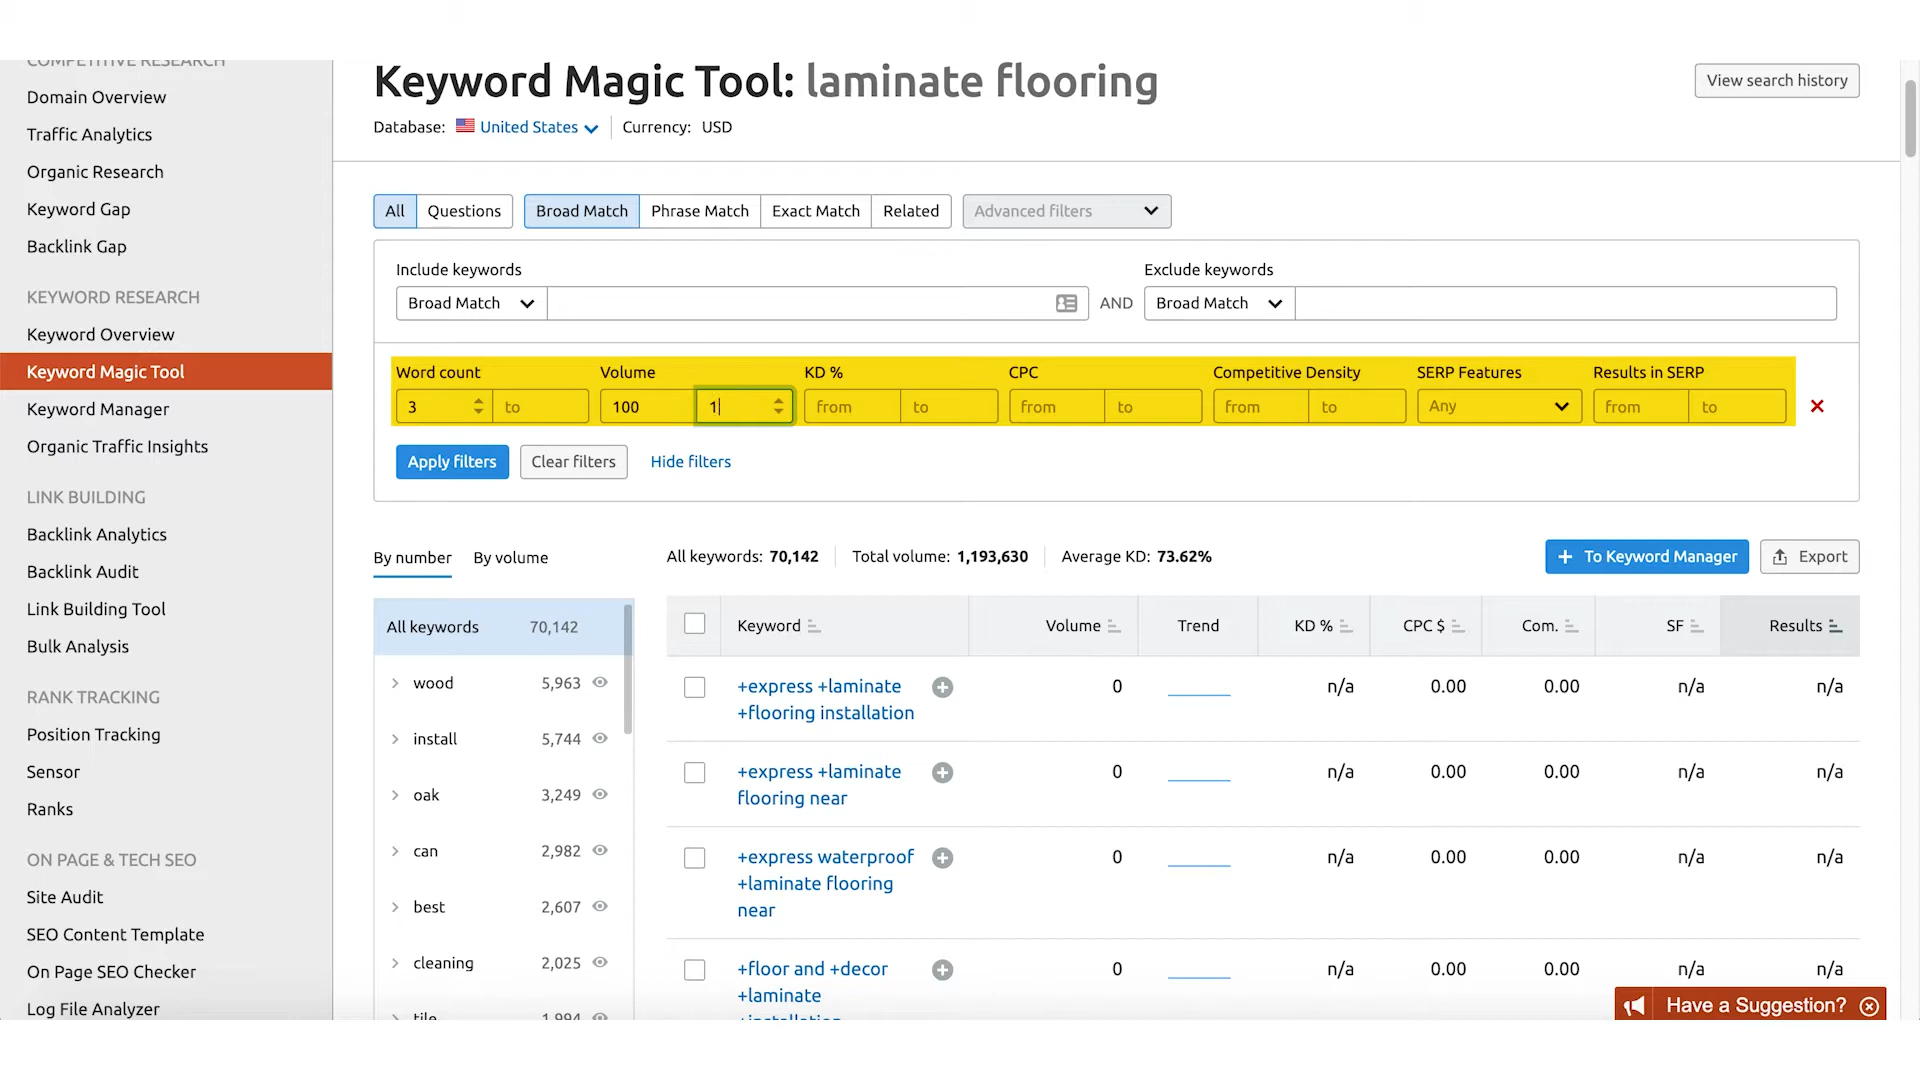 COMPETITIVE RESEARCH
Domain Overview
Traffic Analytics
Organic Research
Keyword Gap
Backlink Gap
KEYWORD RESEARCH
Keyword Overview
Keyword Magic Tool
Keyword Manager
Organic Traffic Insights
LINK BUILDING
Backlink Analytics
Backlink Audit
Link Building Tool
Bulk Analysis
RANK TRACKING
Position Tracking
Sensor
Ranks
ON PAGE & TECH SEO
Site Audit
SEO Content Template
On Page SEO Checker
Log File Analyzer
Keyword Magic Tool: laminate flooring
View search history
Database: United States Currency: USD
All Questions Broad Match Phrase Match Exact Match Related Advanced filters
Include keywords Exclude keywords
Broad Match AND Broad Match
Word count Volume KD % CPC Competitive Density SERP Features Results in SERP
3 to 100 1 from to from to from to Any from to
Apply filters Clear filters Hide filters
By number By volume
All keywords: 70,142 Total volume: 1,193,630 Average KD: 73.62%
To Keyword Manager Export
All keywords 70,142
wood 5,963
install 5,744
oak 3,249
can 2,982
best 2,607
cleaning 2,025
tile 1,994
Keyword Volume Trend KD % CPC $ Com. SF Results
+express +laminate 0 n/a 0.00 0.00 n/a n/a
+flooring installation
+express +laminate 0 n/a 0.00 0.00 n/a n/a
flooring near
+express waterproof 0 n/a 0.00 0.00 n/a n/a
+laminate flooring
near
+floor and +decor 0 n/a 0.00 0.00 n/a n/a
+laminate
+installation
Have a Suggestion?